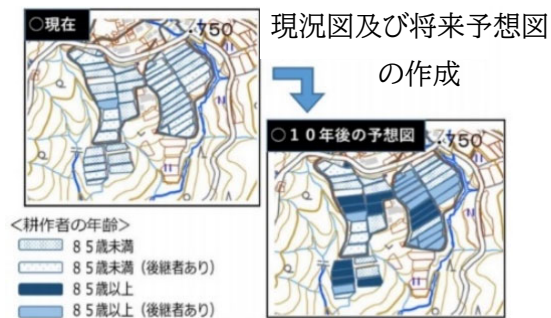 ○現在
・750
現況図及び将来予想図
の作成
○10年後の予想図
・750
<耕作者の年齢>
85歳未満
85歳未満（後継者あり）
85歳以上
85歳以上（後継者あり）